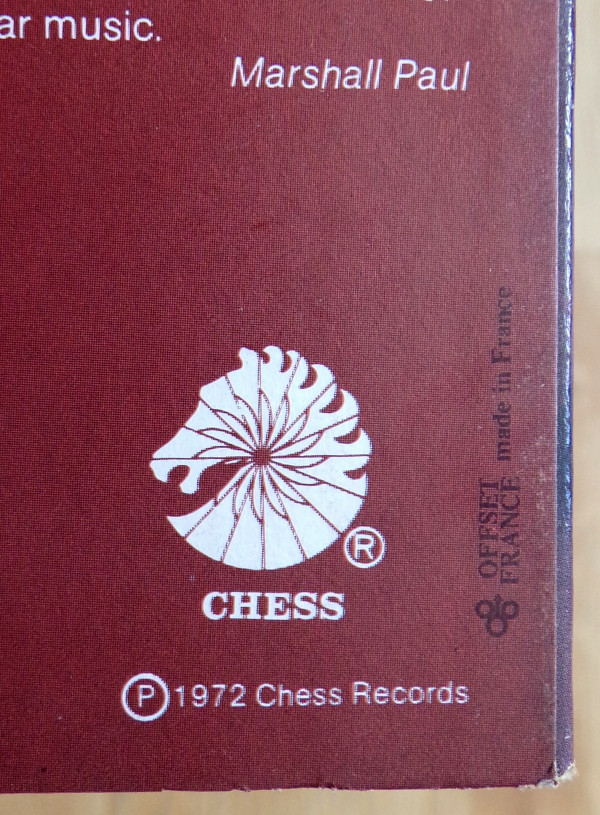 ar music.
Marshall Paul
®
CHESS
℗ 1972 Chess Records
OFFSET
FRANCE made in France